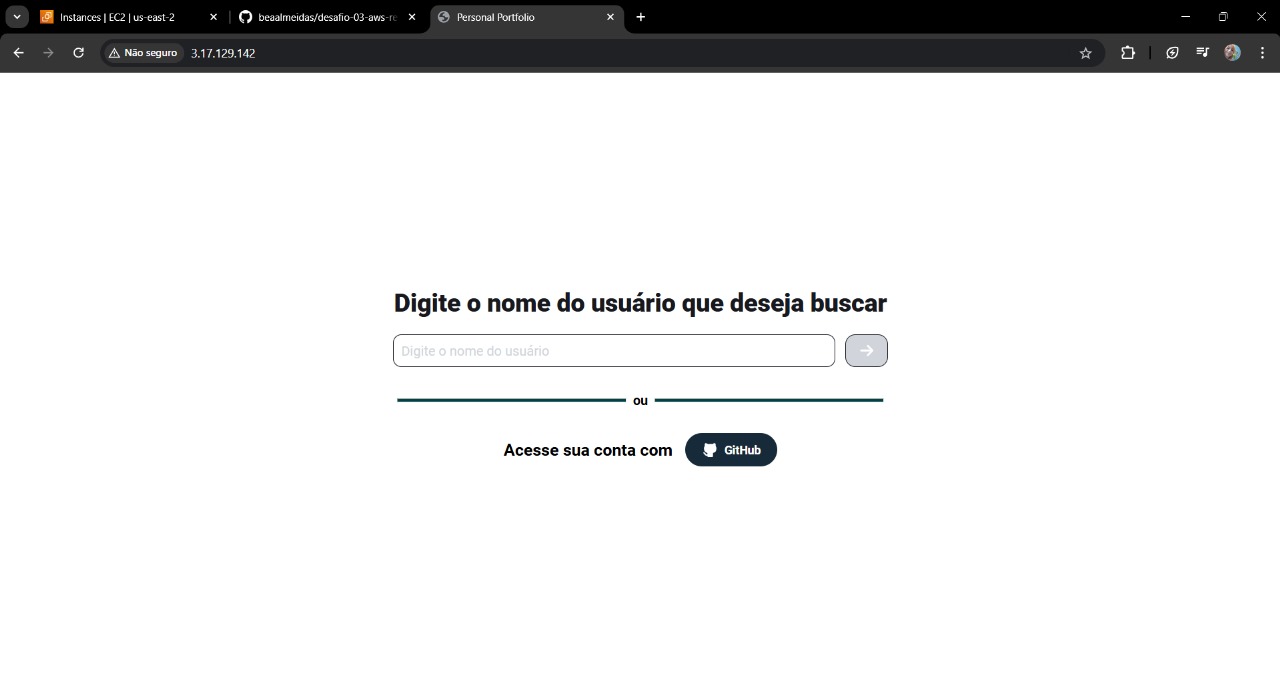 Instances | EC2 | us-east-2
beaalmeidas/desafio-03-aws-re
Personal Portfolio
Não seguro
3.17.129.142
Digite o nome do usuário que deseja buscar
Digite o nome do usuário
ou
Acesse sua conta com
GitHub